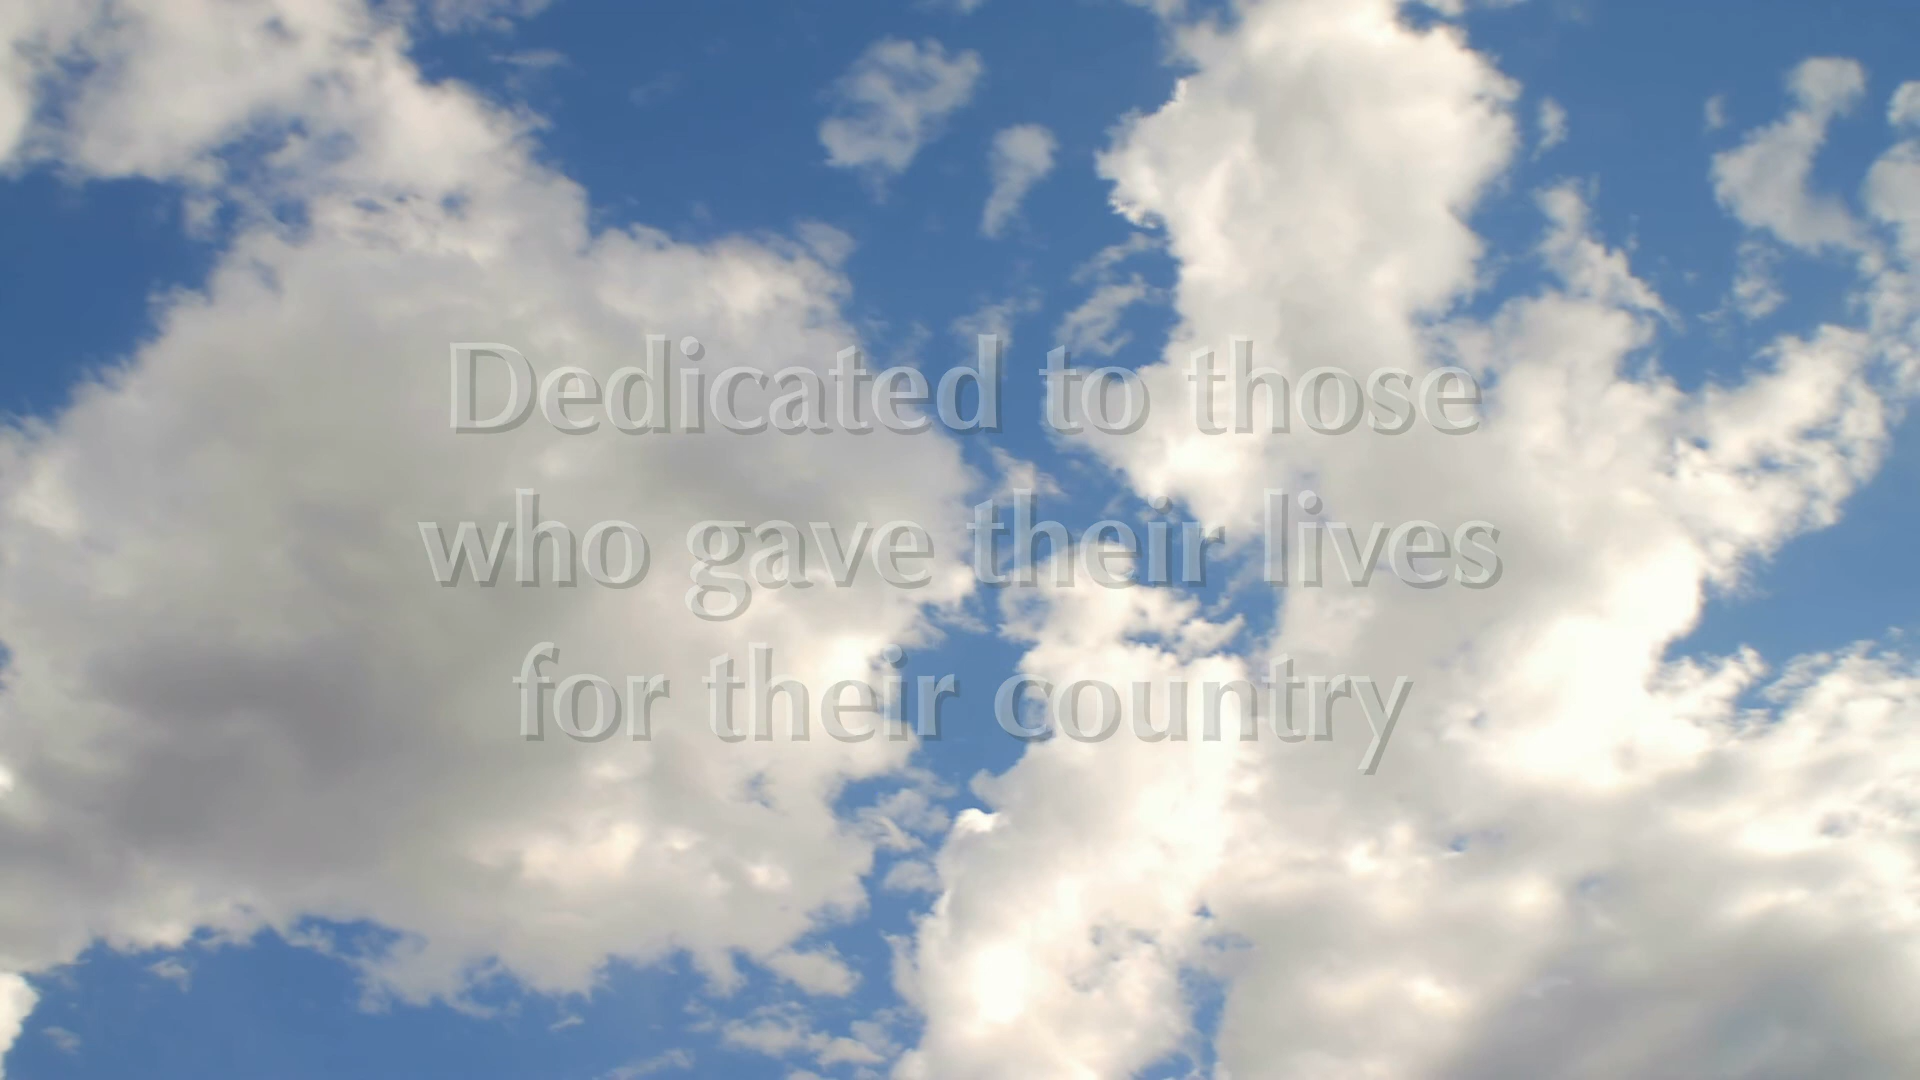 Dedicated to those
who gave their lives
for their country